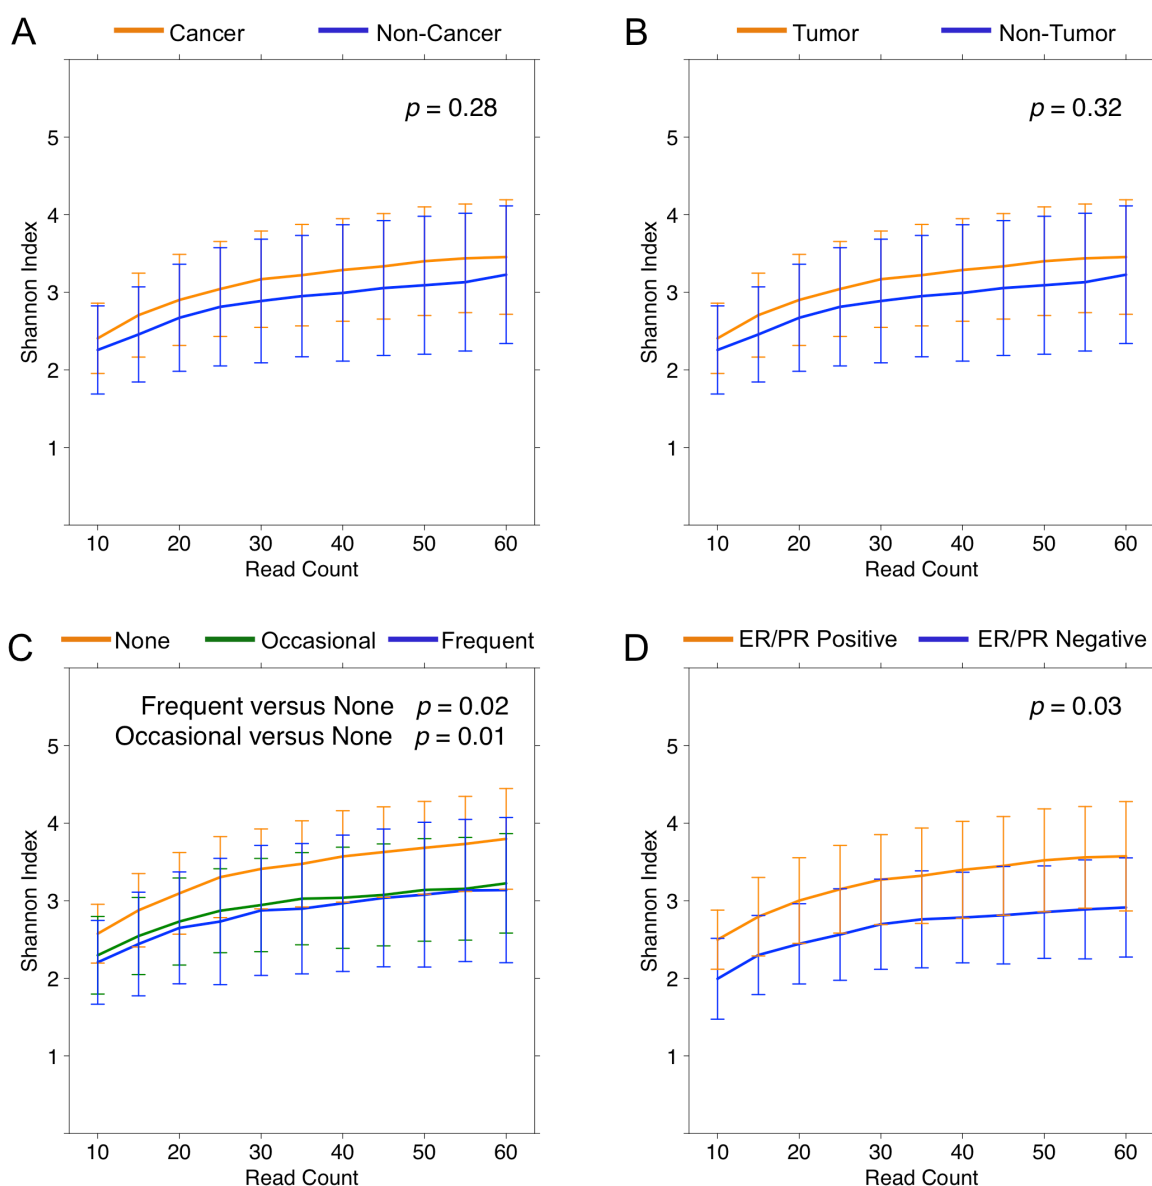 A
Cancer Non-Cancer
p = 0.28
5
4
3
2
1
Shannon Index
10 20 30 40 50 60
Read Count
B
Tumor Non-Tumor
p = 0.32
5
4
3
2
1
Shannon Index
10 20 30 40 50 60
Read Count
C
None Occasional Frequent
Frequent versus None p = 0.02
Occasional versus None p = 0.01
5
4
3
2
1
Shannon Index
10 20 30 40 50 60
Read Count
D
ER/PR Positive ER/PR Negative
p = 0.03
5
4
3
2
1
Shannon Index
10 20 30 40 50 60
Read Count